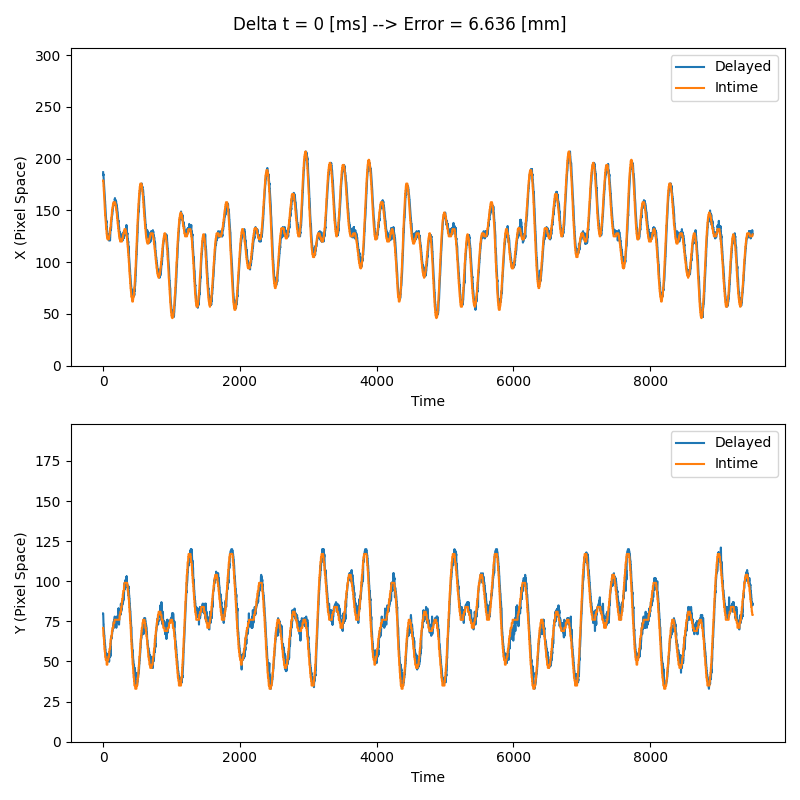 Delta t = 0 [ms] --> Error = 6.636 [mm]
300
250
200
150
100
50
0
X (Pixel Space)
Delayed
Intime
0 2000 4000 6000 8000
Time
175
150
125
100
75
50
25
0
Y (Pixel Space)
Delayed
Intime
0 2000 4000 6000 8000
Time